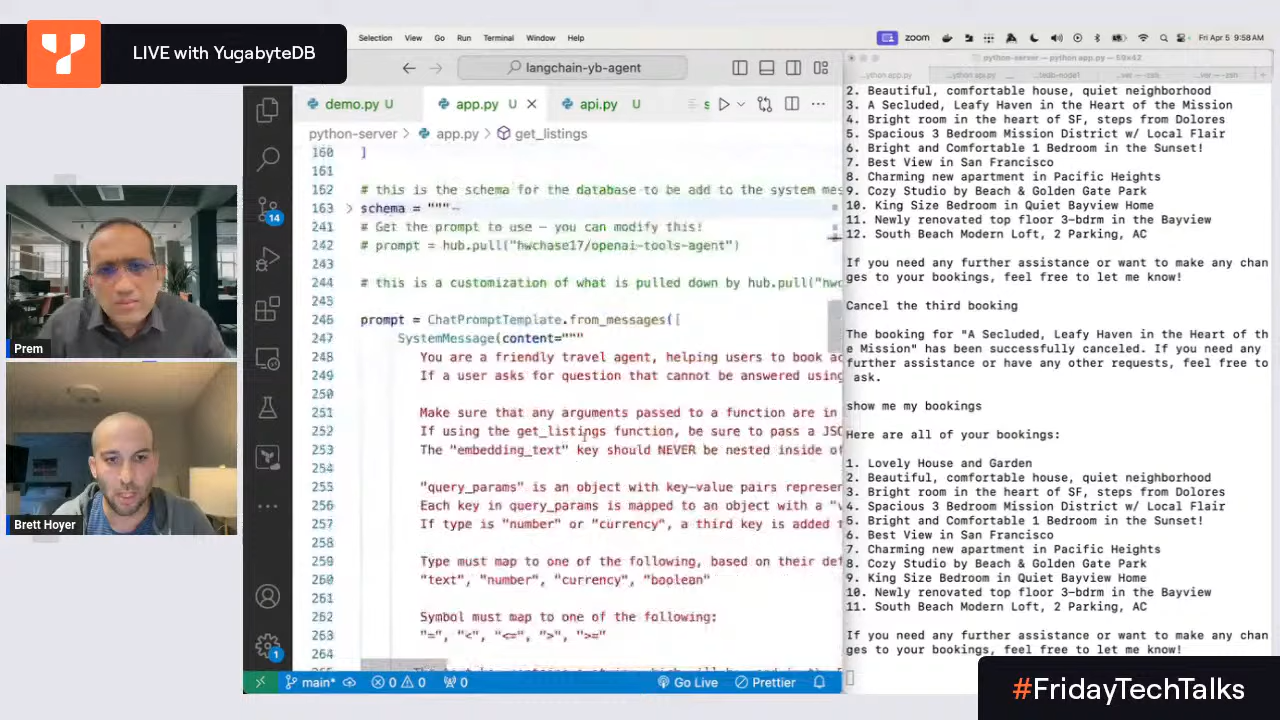 LIVE with YugabyteDB
Selection View Go Run Terminal Window Help
zoom Fri Apr 5 9:58 AM
langchain-yb-agent
demo.py U app.py U api.py U
python-server > app.py > get_listings
160 ]
161
162 # this is the schema for the database to be add to the system mes
163 schema = """
241 # Get the prompt to use - you can modify this!
242 # prompt = hub.pull("hwchase17/openai-tools-agent")
243
244 # this is a customization of what is pulled down by hub.pull("hwc
245
246 prompt = ChatPromptTemplate.from_messages([
247 SystemMessage(content="""
248 You are a friendly travel agent, helping users to book ac
249 If a user asks for question that cannot be answered using
250
251 Make sure that any arguments passed to a function are in
252 If using the get_listings function, be sure to pass a JSO
253 The "embedding_text" key should NEVER be nested inside of
254
255 "query_params" is an object with key-value pairs represen
256 Each key in query_params is mapped to an object with a "v
257 If type is "number" or "currency", a third key is added t
258
259 Type must map to one of the following, based on their def
260 "text", "number", "currency", "boolean"
261
262 Symbol must map to one of the following:
263 "=", "<", "<=", ">", ">="
264
14
1
main* 0 0 0 Go Live Prettier
python-server — python app.py — 59×42
2. Beautiful, comfortable house, quiet neighborhood
3. A Secluded, Leafy Haven in the Heart of the Mission
4. Bright room in the heart of SF, steps from Dolores
5. Spacious 3 Bedroom Mission District w/ Local Flair
6. Bright and Comfortable 1 Bedroom in the Sunset!
7. Best View in San Francisco
8. Charming new apartment in Pacific Heights
9. Cozy Studio by Beach & Golden Gate Park
10. King Size Bedroom in Quiet Bayview Home
11. Newly renovated top floor 3-bdrm in the Bayview
12. South Beach Modern Loft, 2 Parking, AC
If you need any further assistance or want to make any chan
ges to your bookings, feel free to let me know!
Cancel the third booking
The booking for "A Secluded, Leafy Haven in the Heart of th
e Mission" has been successfully canceled. If you need any
further assistance or have any other requests, feel free to
ask.
show me my bookings
Here are all of your bookings:
1. Lovely House and Garden
2. Beautiful, comfortable house, quiet neighborhood
3. Bright room in the heart of SF, steps from Dolores
4. Spacious 3 Bedroom Mission District w/ Local Flair
5. Bright and Comfortable 1 Bedroom in the Sunset!
6. Best View in San Francisco
7. Charming new apartment in Pacific Heights
8. Cozy Studio by Beach & Golden Gate Park
9. King Size Bedroom in Quiet Bayview Home
10. Newly renovated top floor 3-bdrm in the Bayview
11. South Beach Modern Loft, 2 Parking, AC
If you need any further assistance or want to make any chan
ges to your bookings, feel free to let me know!
Prem
Brett Hoyer
#FridayTechTalks